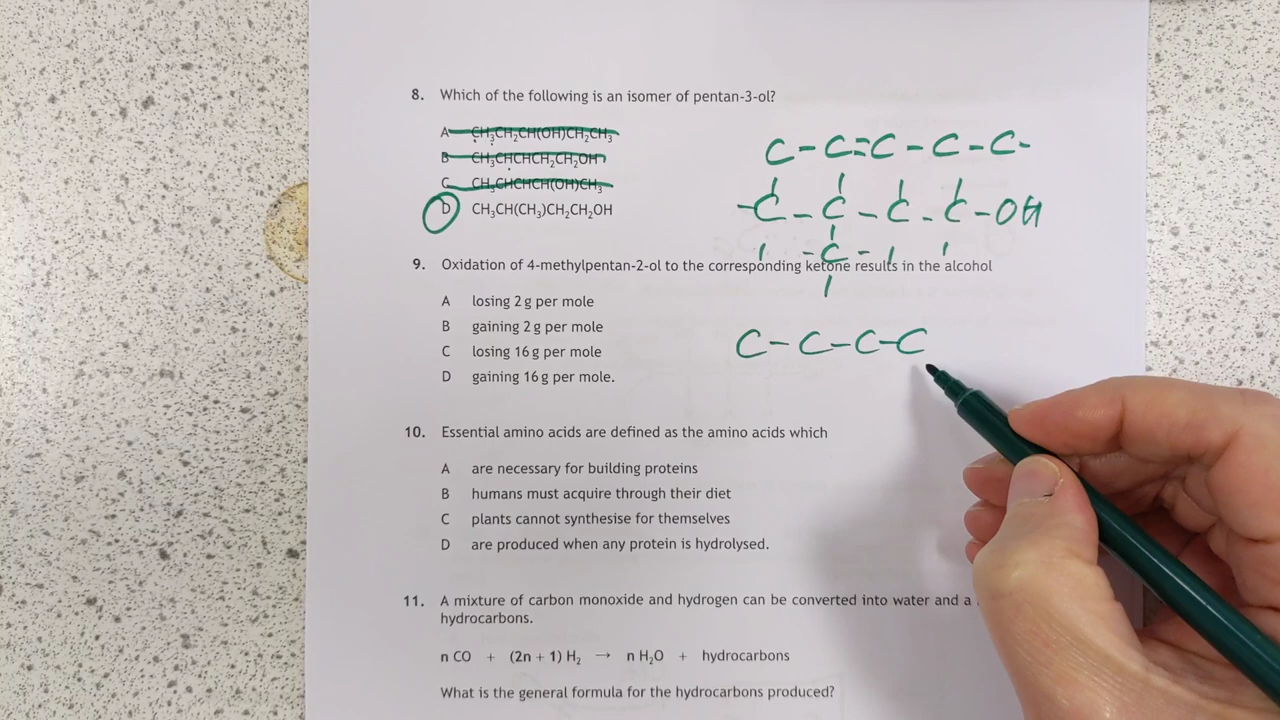 8. Which of the following is an isomer of pentan-3-ol?
A CH₃CH₂CH(OH)CH₂CH₃
B CH₃CHCHCH₂CH₂OH
C CH₃CHCHCH(OH)CH₃
D CH₃CH(CH₃)CH₂CH₂OH
C - C = C - C - C -
- C - C - C - C - OH
- C -
9. Oxidation of 4-methylpentan-2-ol to the corresponding ketone results in the alcohol
A losing 2 g per mole
B gaining 2 g per mole
C losing 16 g per mole
D gaining 16 g per mole.
C - C - C - C
10. Essential amino acids are defined as the amino acids which
A are necessary for building proteins
B humans must acquire through their diet
C plants cannot synthesise for themselves
D are produced when any protein is hydrolysed.
11. A mixture of carbon monoxide and hydrogen can be converted into water and a
hydrocarbons.
n CO + (2n + 1) H₂ → n H₂O + hydrocarbons
What is the general formula for the hydrocarbons produced?